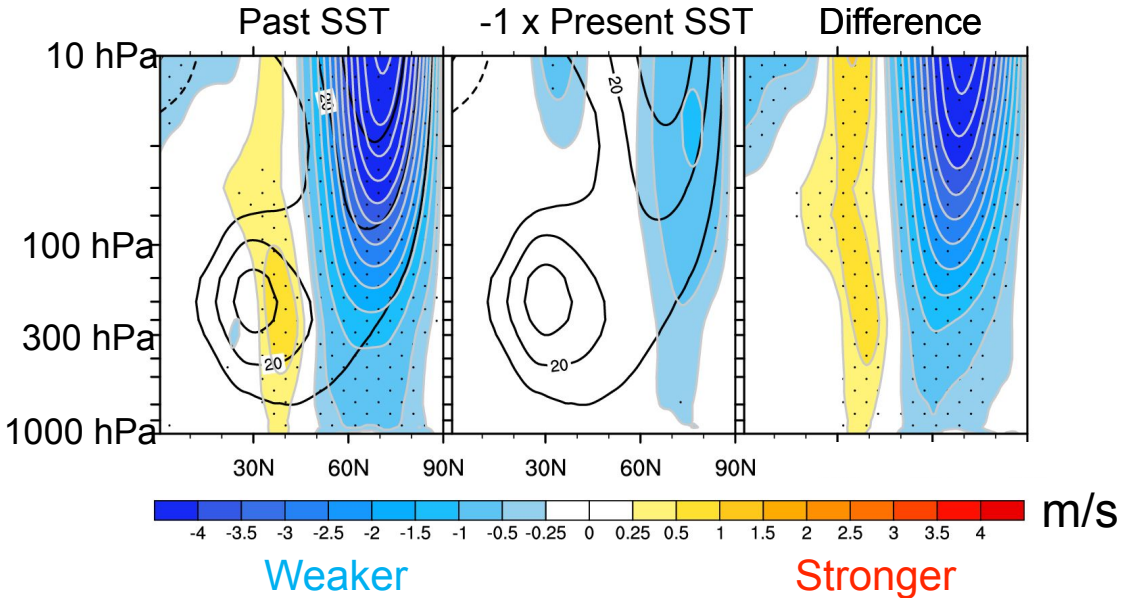 Past SST
-1 x Present SST
Difference
10 hPa
100 hPa
300 hPa
1000 hPa
20
20
20
20
30N 60N 90N
30N 60N 90N
-4 -3.5 -3 -2.5 -2 -1.5 -1 -0.5 -0.25 0 0.25 0.5 1 1.5 2 2.5 3 3.5 4
m/s
Weaker
Stronger